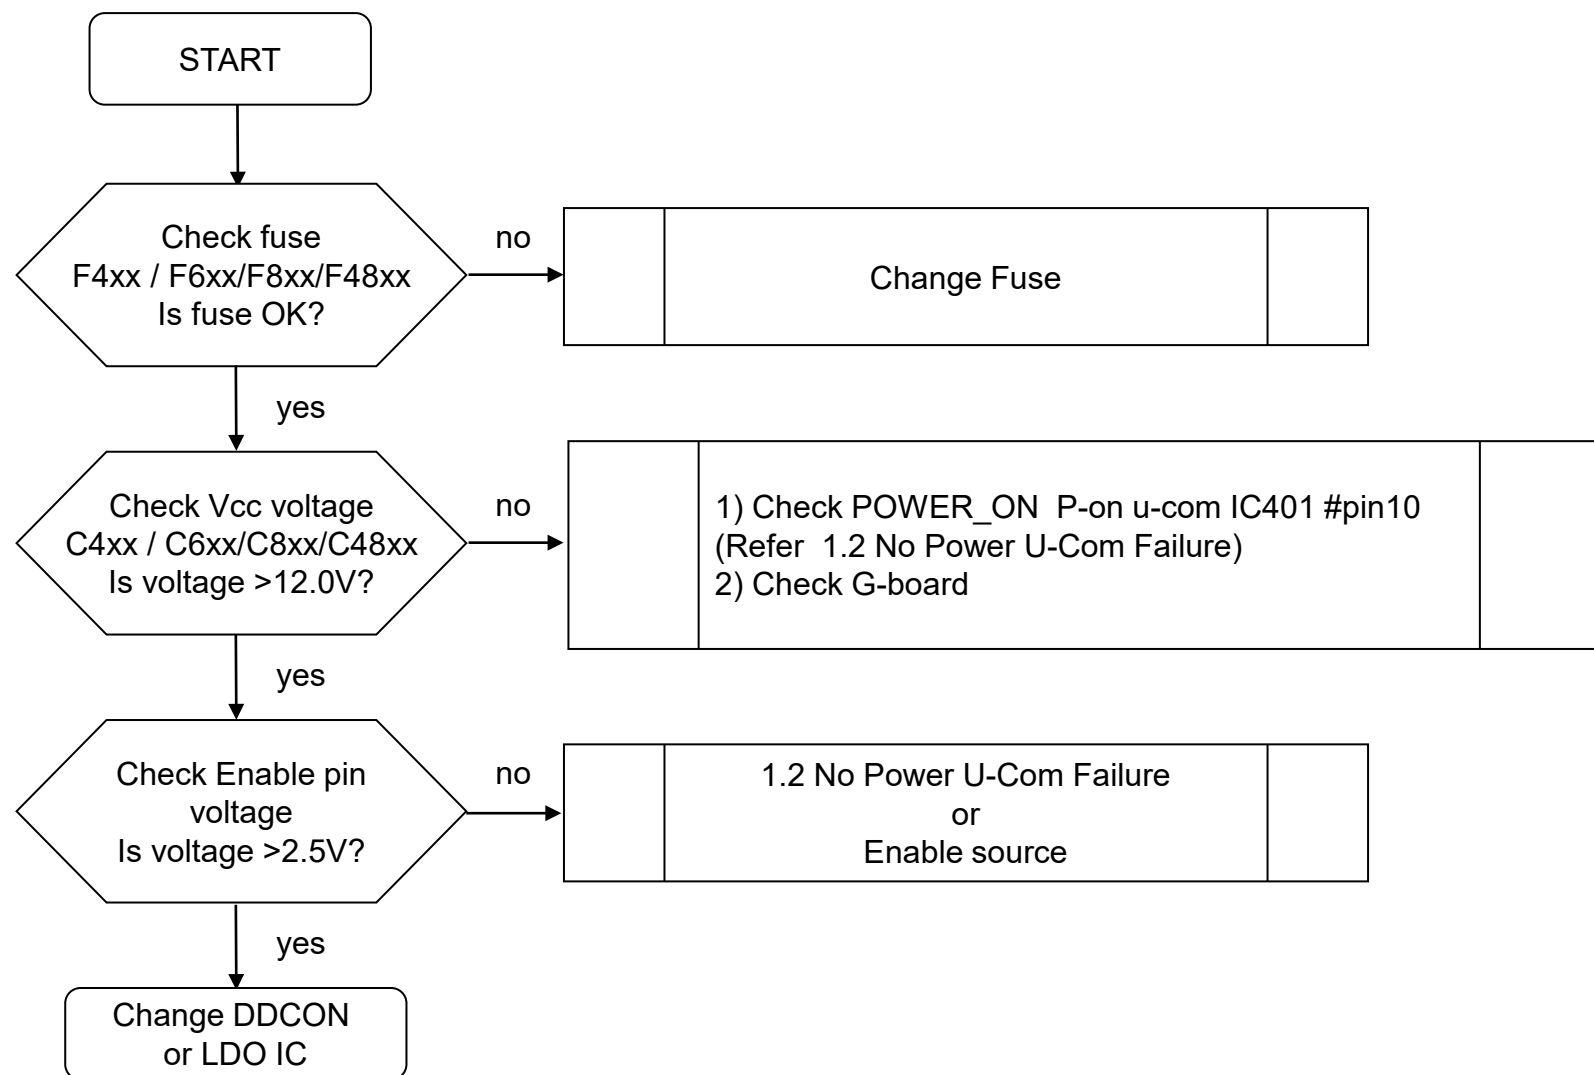 START
Check fuse
F4xx / F6xx/F8xx/F48xx
Is fuse OK?
no
Change Fuse
yes
Check Vcc voltage
C4xx / C6xx/C8xx/C48xx
Is voltage >12.0V?
no
1) Check POWER_ON  P-on u-com IC401 #pin10
(Refer  1.2 No Power U-Com Failure)
2) Check G-board
yes
Check Enable pin
voltage
Is voltage >2.5V?
no
1.2 No Power U-Com Failure
or
Enable source
yes
Change DDCON
or LDO IC